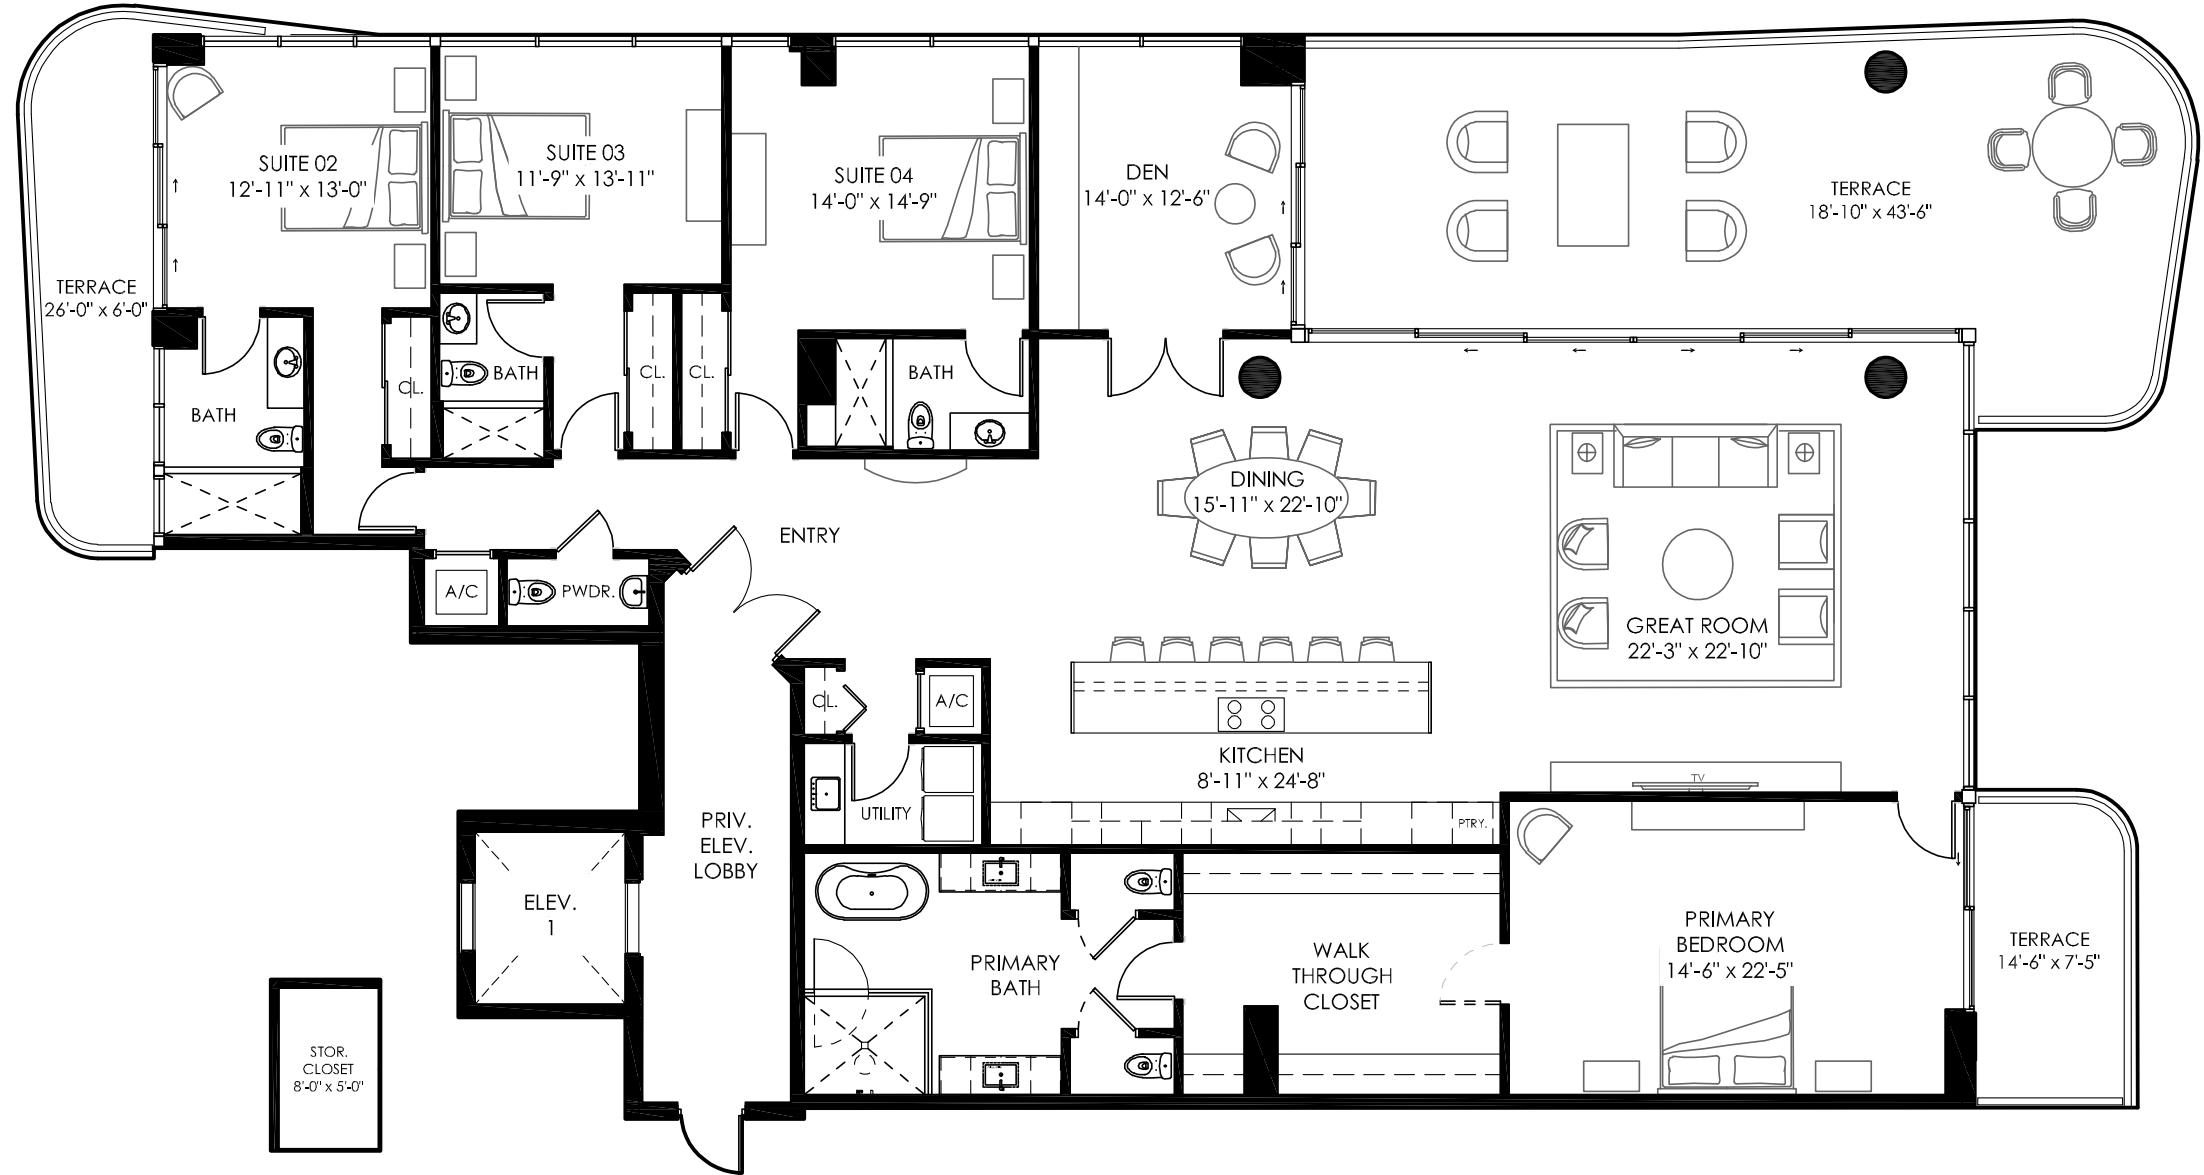 SUITE 02
12'-11" x 13'-0"
SUITE 03
11'-9" x 13'-11"
SUITE 04
14'-0" x 14'-9"
DEN
14'-0" x 12'-6"
TERRACE
18'-10" x 43'-6"
TERRACE
26'-0" x 6'-0"
BATH
CL.
BATH
CL.
CL.
BATH
DINING
15'-11" x 22'-10"
ENTRY
A/C
PWDR.
GREAT ROOM
22'-3" x 22'-10"
CL.
A/C
KITCHEN
8'-11" x 24'-8"
TV
UTILITY
PTRY.
PRIV.
ELEV.
LOBBY
ELEV.
1
PRIMARY
BATH
WALK
THROUGH
CLOSET
PRIMARY
BEDROOM
14'-6" x 22'-5"
TERRACE
14'-6" x 7'-5"
STOR.
CLOSET
8'-0" x 5'-0"